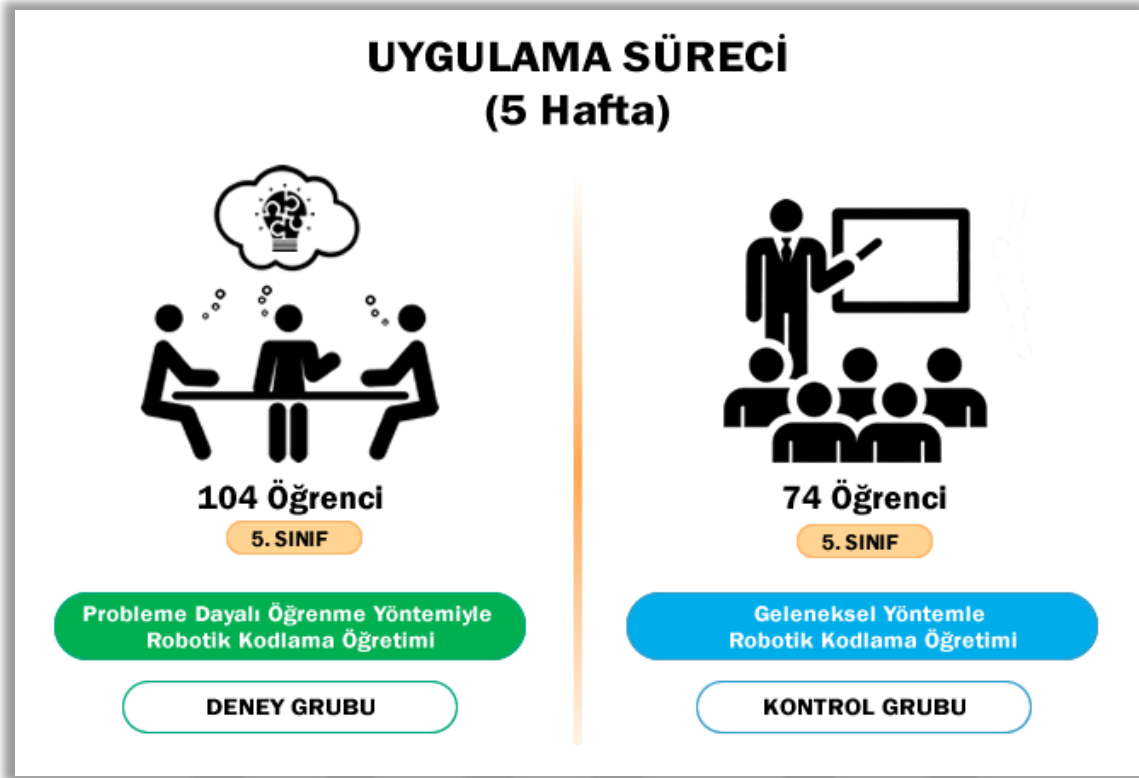 UYGULAMA SÜRECİ
(5 Hafta)
104 Öğrenci
5. SINIF
Probleme Dayalı Öğrenme Yöntemiyle
Robotik Kodlama Öğretimi
DENEY GRUBU
74 Öğrenci
5. SINIF
Geleneksel Yöntemle
Robotik Kodlama Öğretimi
KONTROL GRUBU